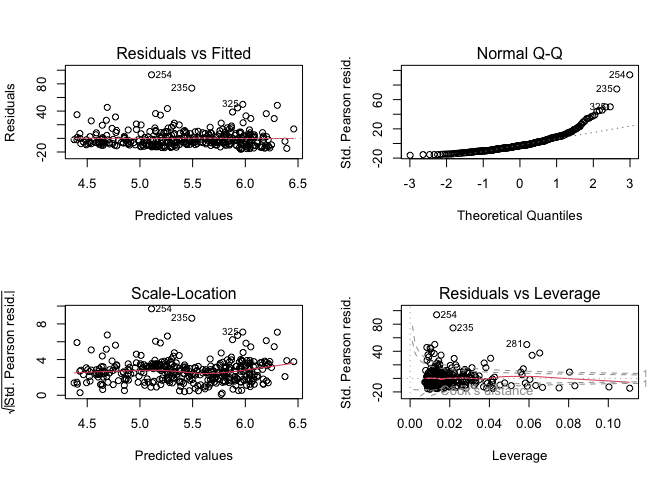 Residuals vs Fitted
Residuals
-20
40
80
254
235
325
4.5 5.0 5.5 6.0 6.5
Predicted values
Normal Q-Q
Std. Pearson resid.
-20
20
60
254
235
325
-3 -2 -1 0 1 2 3
Theoretical Quantiles
Scale-Location
√|Std. Pearson resid.|
0
4
8
254
235
325
4.5 5.0 5.5 6.0 6.5
Predicted values
Residuals vs Leverage
Std. Pearson resid.
-20
40
80
254
235
281
1
1
Cook's distance
0.00 0.02 0.04 0.06 0.08 0.10
Leverage